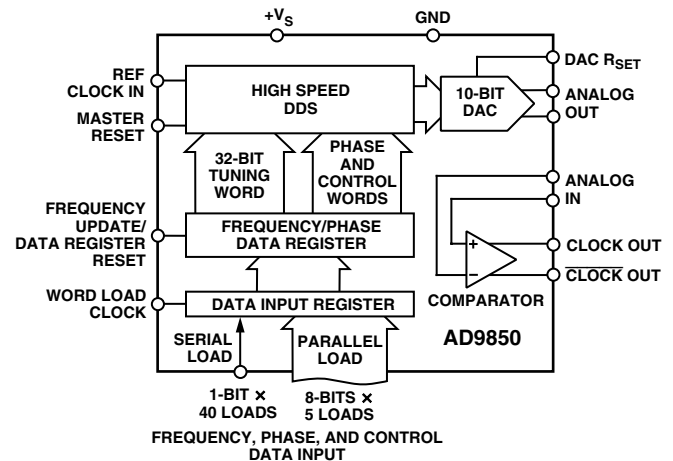 +VS
GND
REF
CLOCK IN
MASTER
RESET
HIGH SPEED
DDS
10-BIT
DAC
DAC RSET
ANALOG
OUT
32-BIT
TUNING
WORD
PHASE
AND
CONTROL
WORDS
ANALOG
IN
FREQUENCY
UPDATE/
DATA REGISTER
RESET
FREQUENCY/PHASE
DATA REGISTER
+
–
CLOCK OUT
CLOCK OUT
COMPARATOR
WORD LOAD
CLOCK
DATA INPUT REGISTER
SERIAL
LOAD
PARALLEL
LOAD
AD9850
1-BIT ×
40 LOADS
8-BITS ×
5 LOADS
FREQUENCY, PHASE, AND CONTROL
DATA INPUT